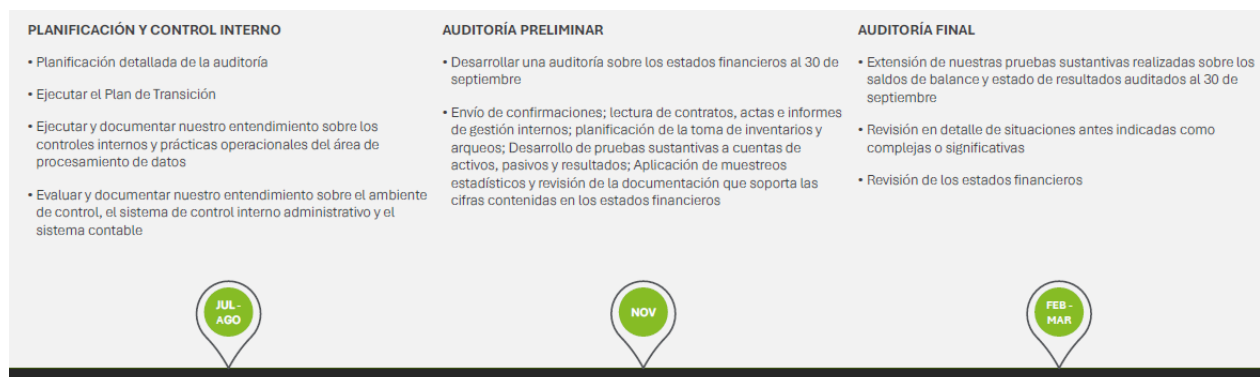 PLANIFICACIÓN Y CONTROL INTERNO
• Planificación detallada de la auditoría
• Ejecutar el Plan de Transición
• Ejecutar y documentar nuestro entendimiento sobre los
controles internos y prácticas operacionales del área de
procesamiento de datos
• Evaluar y documentar nuestro entendimiento sobre el ambiente
de control, el sistema de control interno administrativo y el
sistema contable
JUL -
AGO
AUDITORÍA PRELIMINAR
• Desarrollar una auditoría sobre los estados financieros al 30 de
septiembre
• Envío de confirmaciones; lectura de contratos, actas e informes
de gestión internos; planificación de la toma de inventarios y
arqueos; Desarrollo de pruebas sustantivas a cuentas de
activos, pasivos y resultados; Aplicación de muestreos
estadísticos y revisión de la documentación que soporta las
cifras contenidas en los estados financieros
NOV
AUDITORÍA FINAL
• Extensión de nuestras pruebas sustantivas realizadas sobre los
saldos de balance y estado de resultados auditados al 30 de
septiembre
• Revisión en detalle de situaciones antes indicadas como
complejas o significativas
• Revisión de los estados financieros
FEB -
MAR